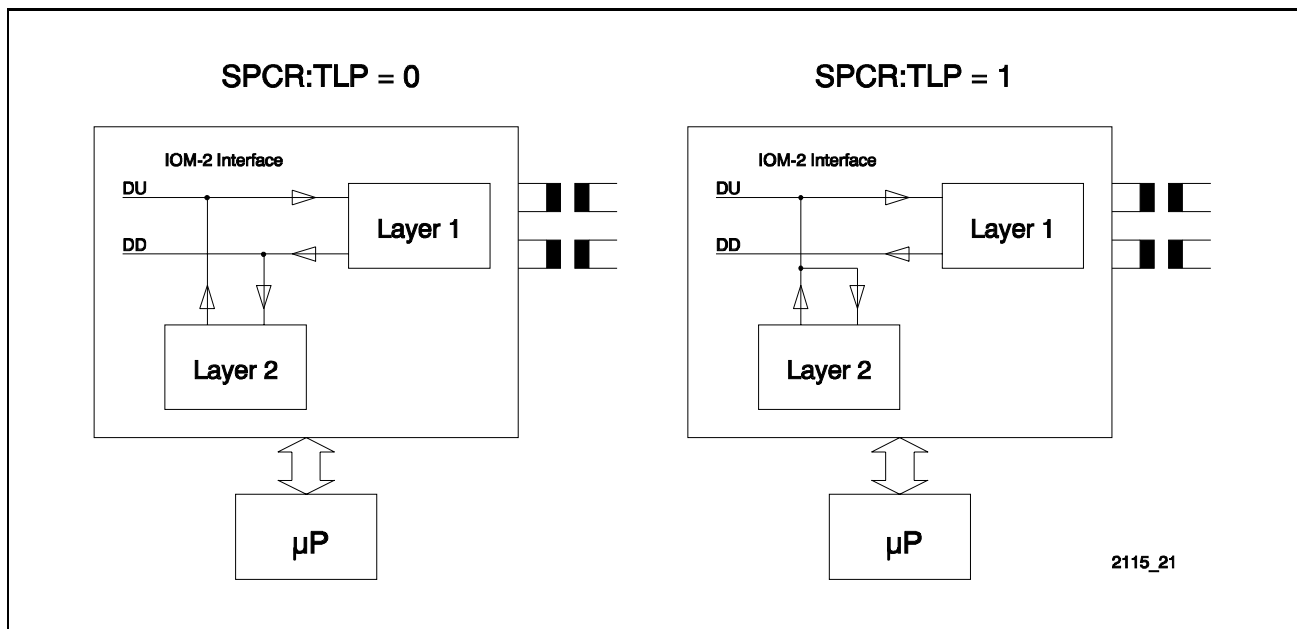 SPCR:TLP = 0
IOM-2 Interface
DU
Layer 1
DD
Layer 2
µP
SPCR:TLP = 1
IOM-2 Interface
DU
Layer 1
DD
Layer 2
µP
2115_21